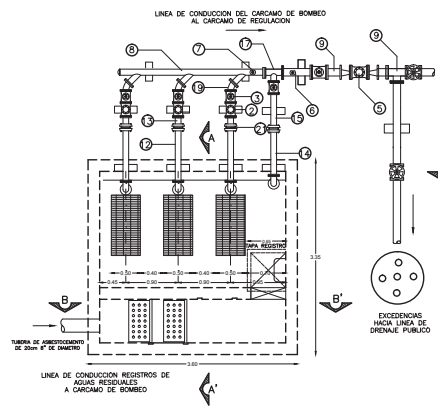 LINEA DE CONDUCCION DEL CARCAMO DE BOMBEO
AL CARCAMO DE REGULACION
17
7
8
9
9
19
3
2
13
21
12
15
14
6
5
A
TAPA REGISTRO
0.50 0.40 0.50 0.40 0.50
0.45 0.90 0.90
3.35
B
B'
TUBERIA DE ASBESTOCEMENTO
DE 20cm 8" DE DIAMETRO
3.60
LINEA DE CONDUCCION REGISTROS DE
AGUAS RESIDUALES
A CARCAMO DE BOMBEO
A'
EXCEDENCIAS
HACIA LINEA DE
DRENAJE PUBLICO